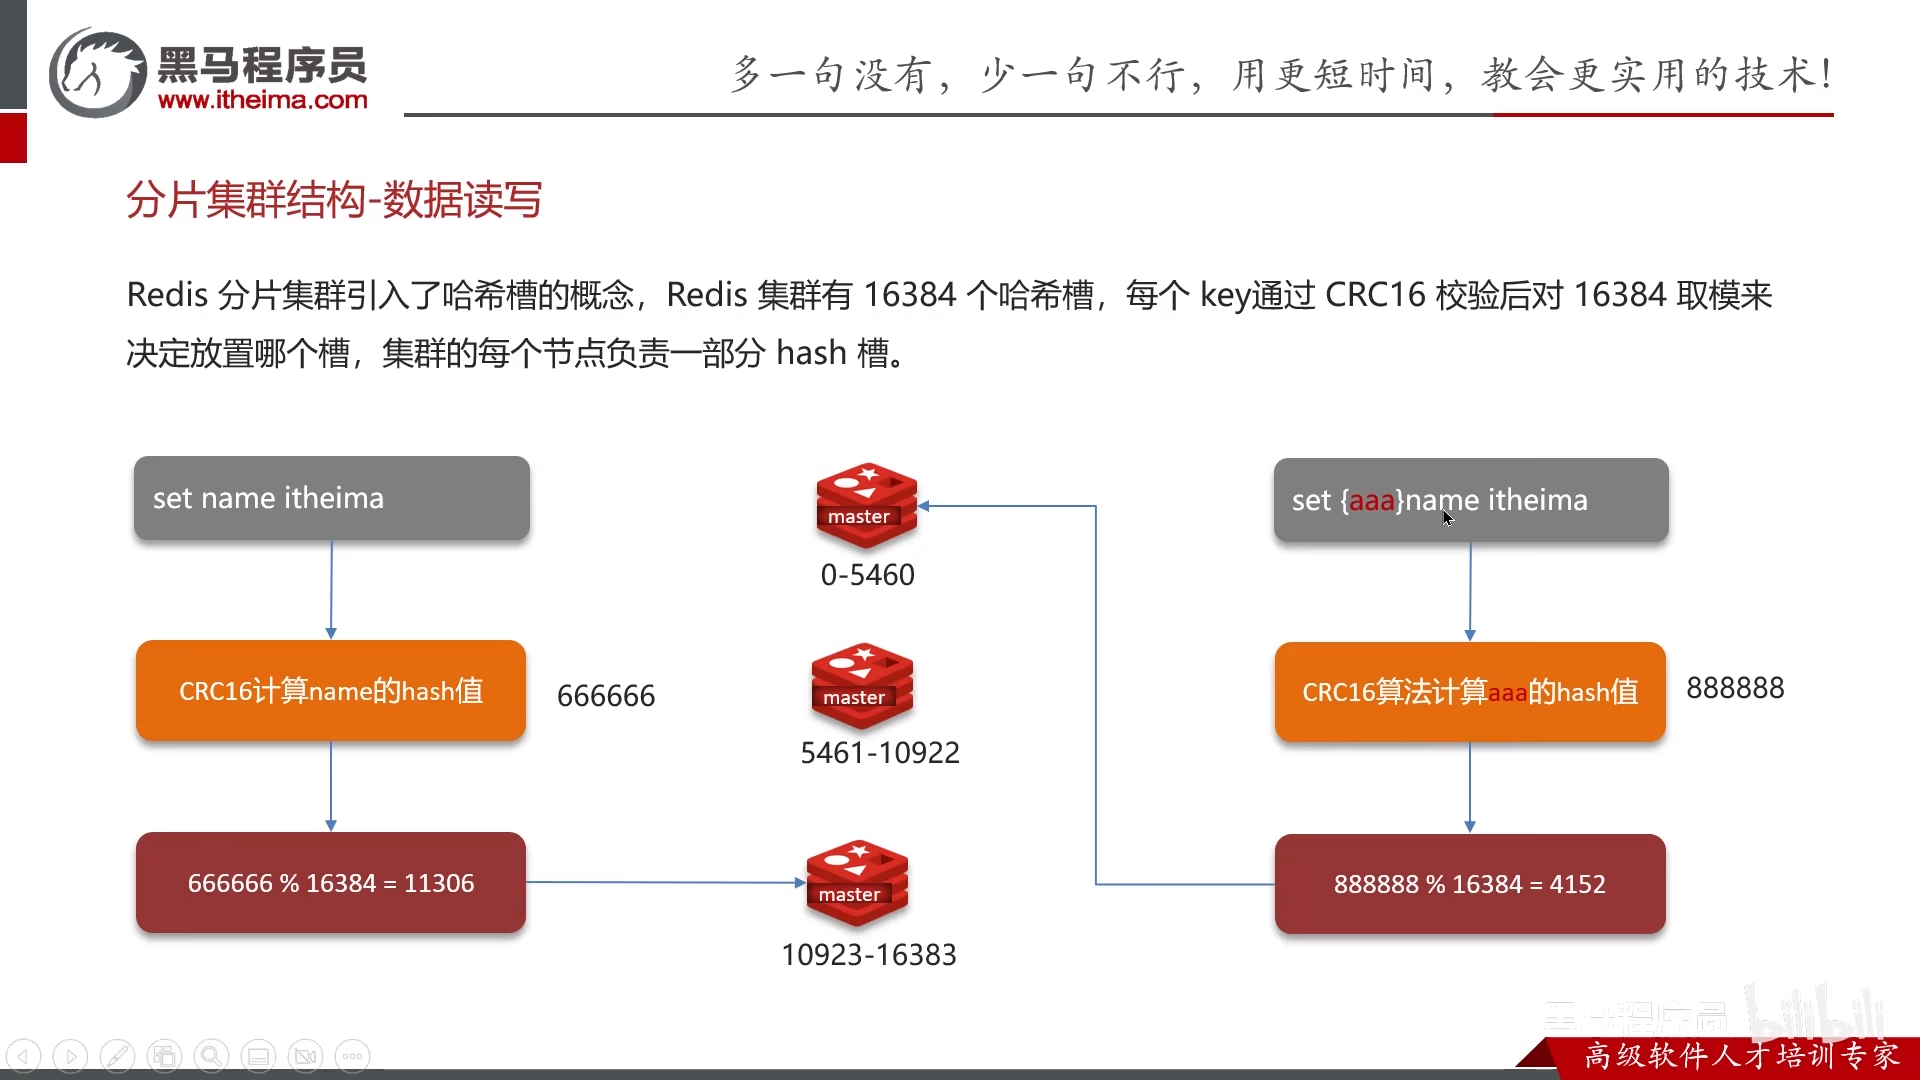 黑马程序员
www.itheima.com
多一句没有，少一句不行，用更短时间，教会更实用的技术！
分片集群结构-数据读写
Redis 分片集群引入了哈希槽的概念，Redis 集群有 16384 个哈希槽，每个 key通过 CRC16 校验后对 16384 取模来
决定放置哪个槽，集群的每个节点负责一部分 hash 槽。
set name itheima
CRC16计算name的hash值
666666
666666 % 16384 = 11306
master
0-5460
master
5461-10922
master
10923-16383
set {aaa}name itheima
CRC16算法计算aaa的hash值
888888
888888 % 16384 = 4152
黑马程序员
bilibili
高级软件人才培训专家